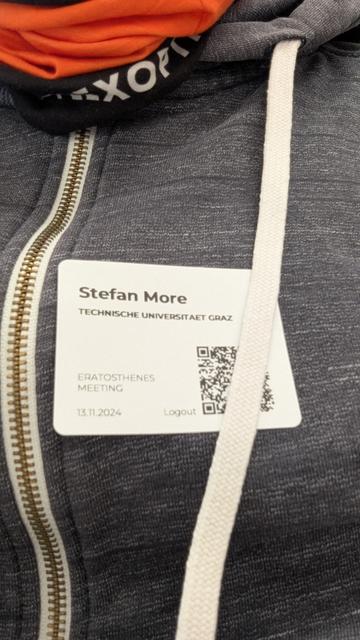 Stefan More
TECHNISCHE UNIVERSITAET GRAZ
ERATOSTHENES
MEETING
13.11.2024 Logout